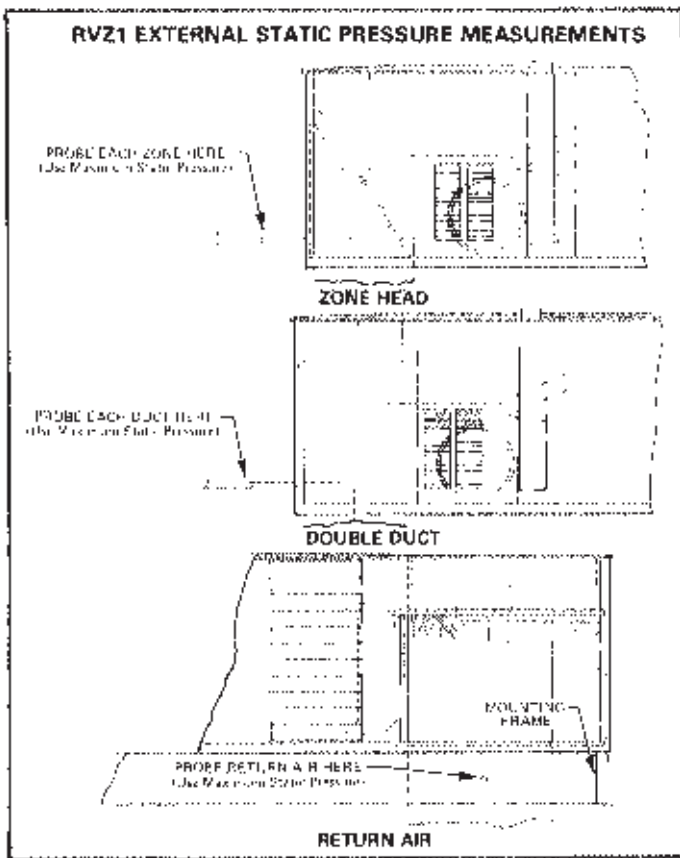 RVZ1 EXTERNAL STATIC PRESSURE MEASUREMENTS
PROBE EACH ZONE HERE
(Use Maximum Static Pressure)
ZONE HEAD
PROBE EACH DUCT HERE
(Use Maximum Static Pressure)
DOUBLE DUCT
MOUNTING
FRAME
PROBE RETURN AIR HERE
(Use Maximum Static Pressure)
RETURN AIR